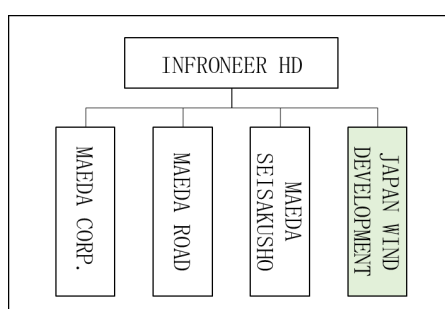 INFRONEER HD
MAEDA CORP.
MAEDA ROAD
MAEDA
SEISAKUSHO
JAPAN WIND
DEVELOPMENT